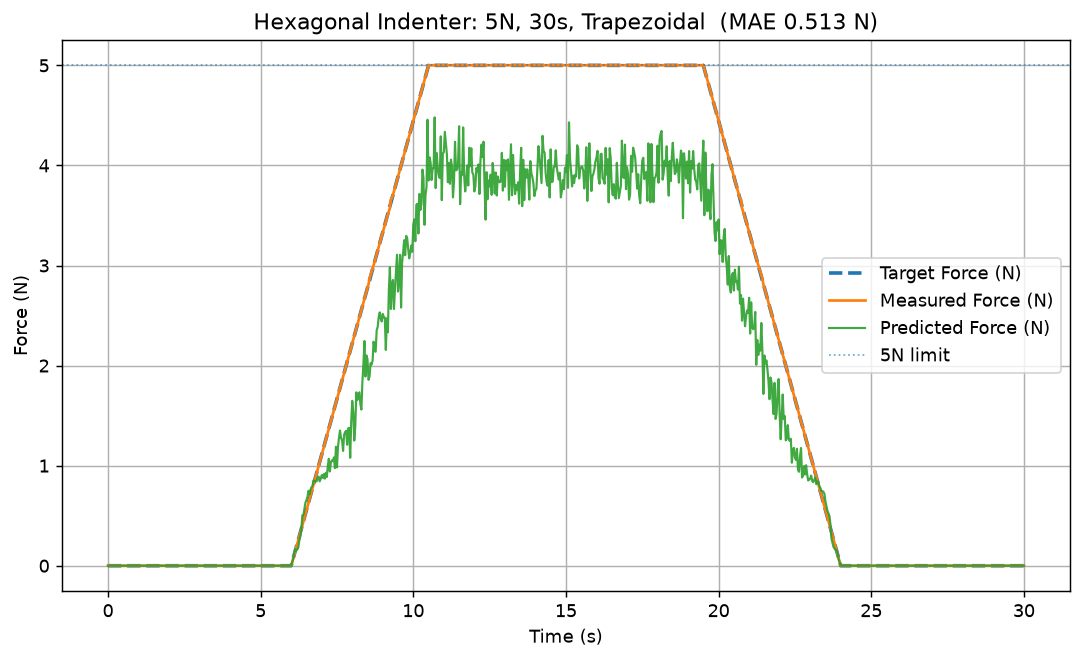 Hexagonal Indenter: 5N, 30s, Trapezoidal (MAE 0.513 N)
Force (N)
5
4
3
2
1
0
Target Force (N)
Measured Force (N)
Predicted Force (N)
5N limit
0 5 10 15 20 25 30
Time (s)